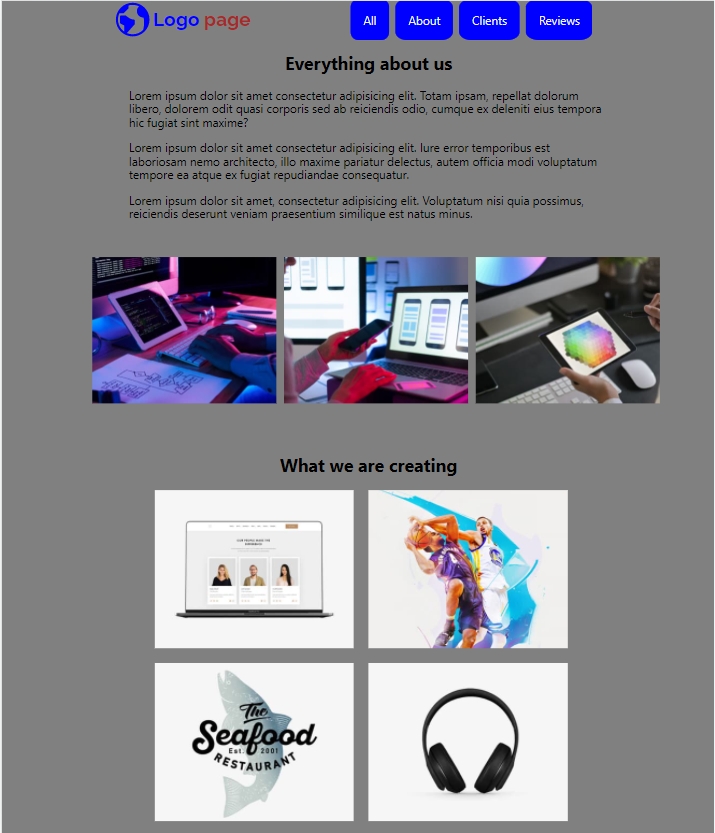 Logo page
All
About
Clients
Reviews
Everything about us
Lorem ipsum dolor sit amet consectetur adipisicing elit. Totam ipsam, repellat dolorum
libero, dolorem odit quasi corporis sed ab reiciendis odio, cumque ex deleniti eius tempora
hic fugiat sint maxime?
Lorem ipsum dolor sit amet consectetur adipisicing elit. Iure error temporibus est
laboriosam nemo architecto, illo maxime pariatur delectus, autem officia modi voluptatum
tempore ea atque ex fugiat repudiandae consequatur.
Lorem ipsum dolor sit amet, consectetur adipisicing elit. Voluptatum nisi quia possimus,
reiciendis deserunt veniam praesentium similique est natus minus.
What we are creating
The
Seafood
Est. 2001
RESTAURANT